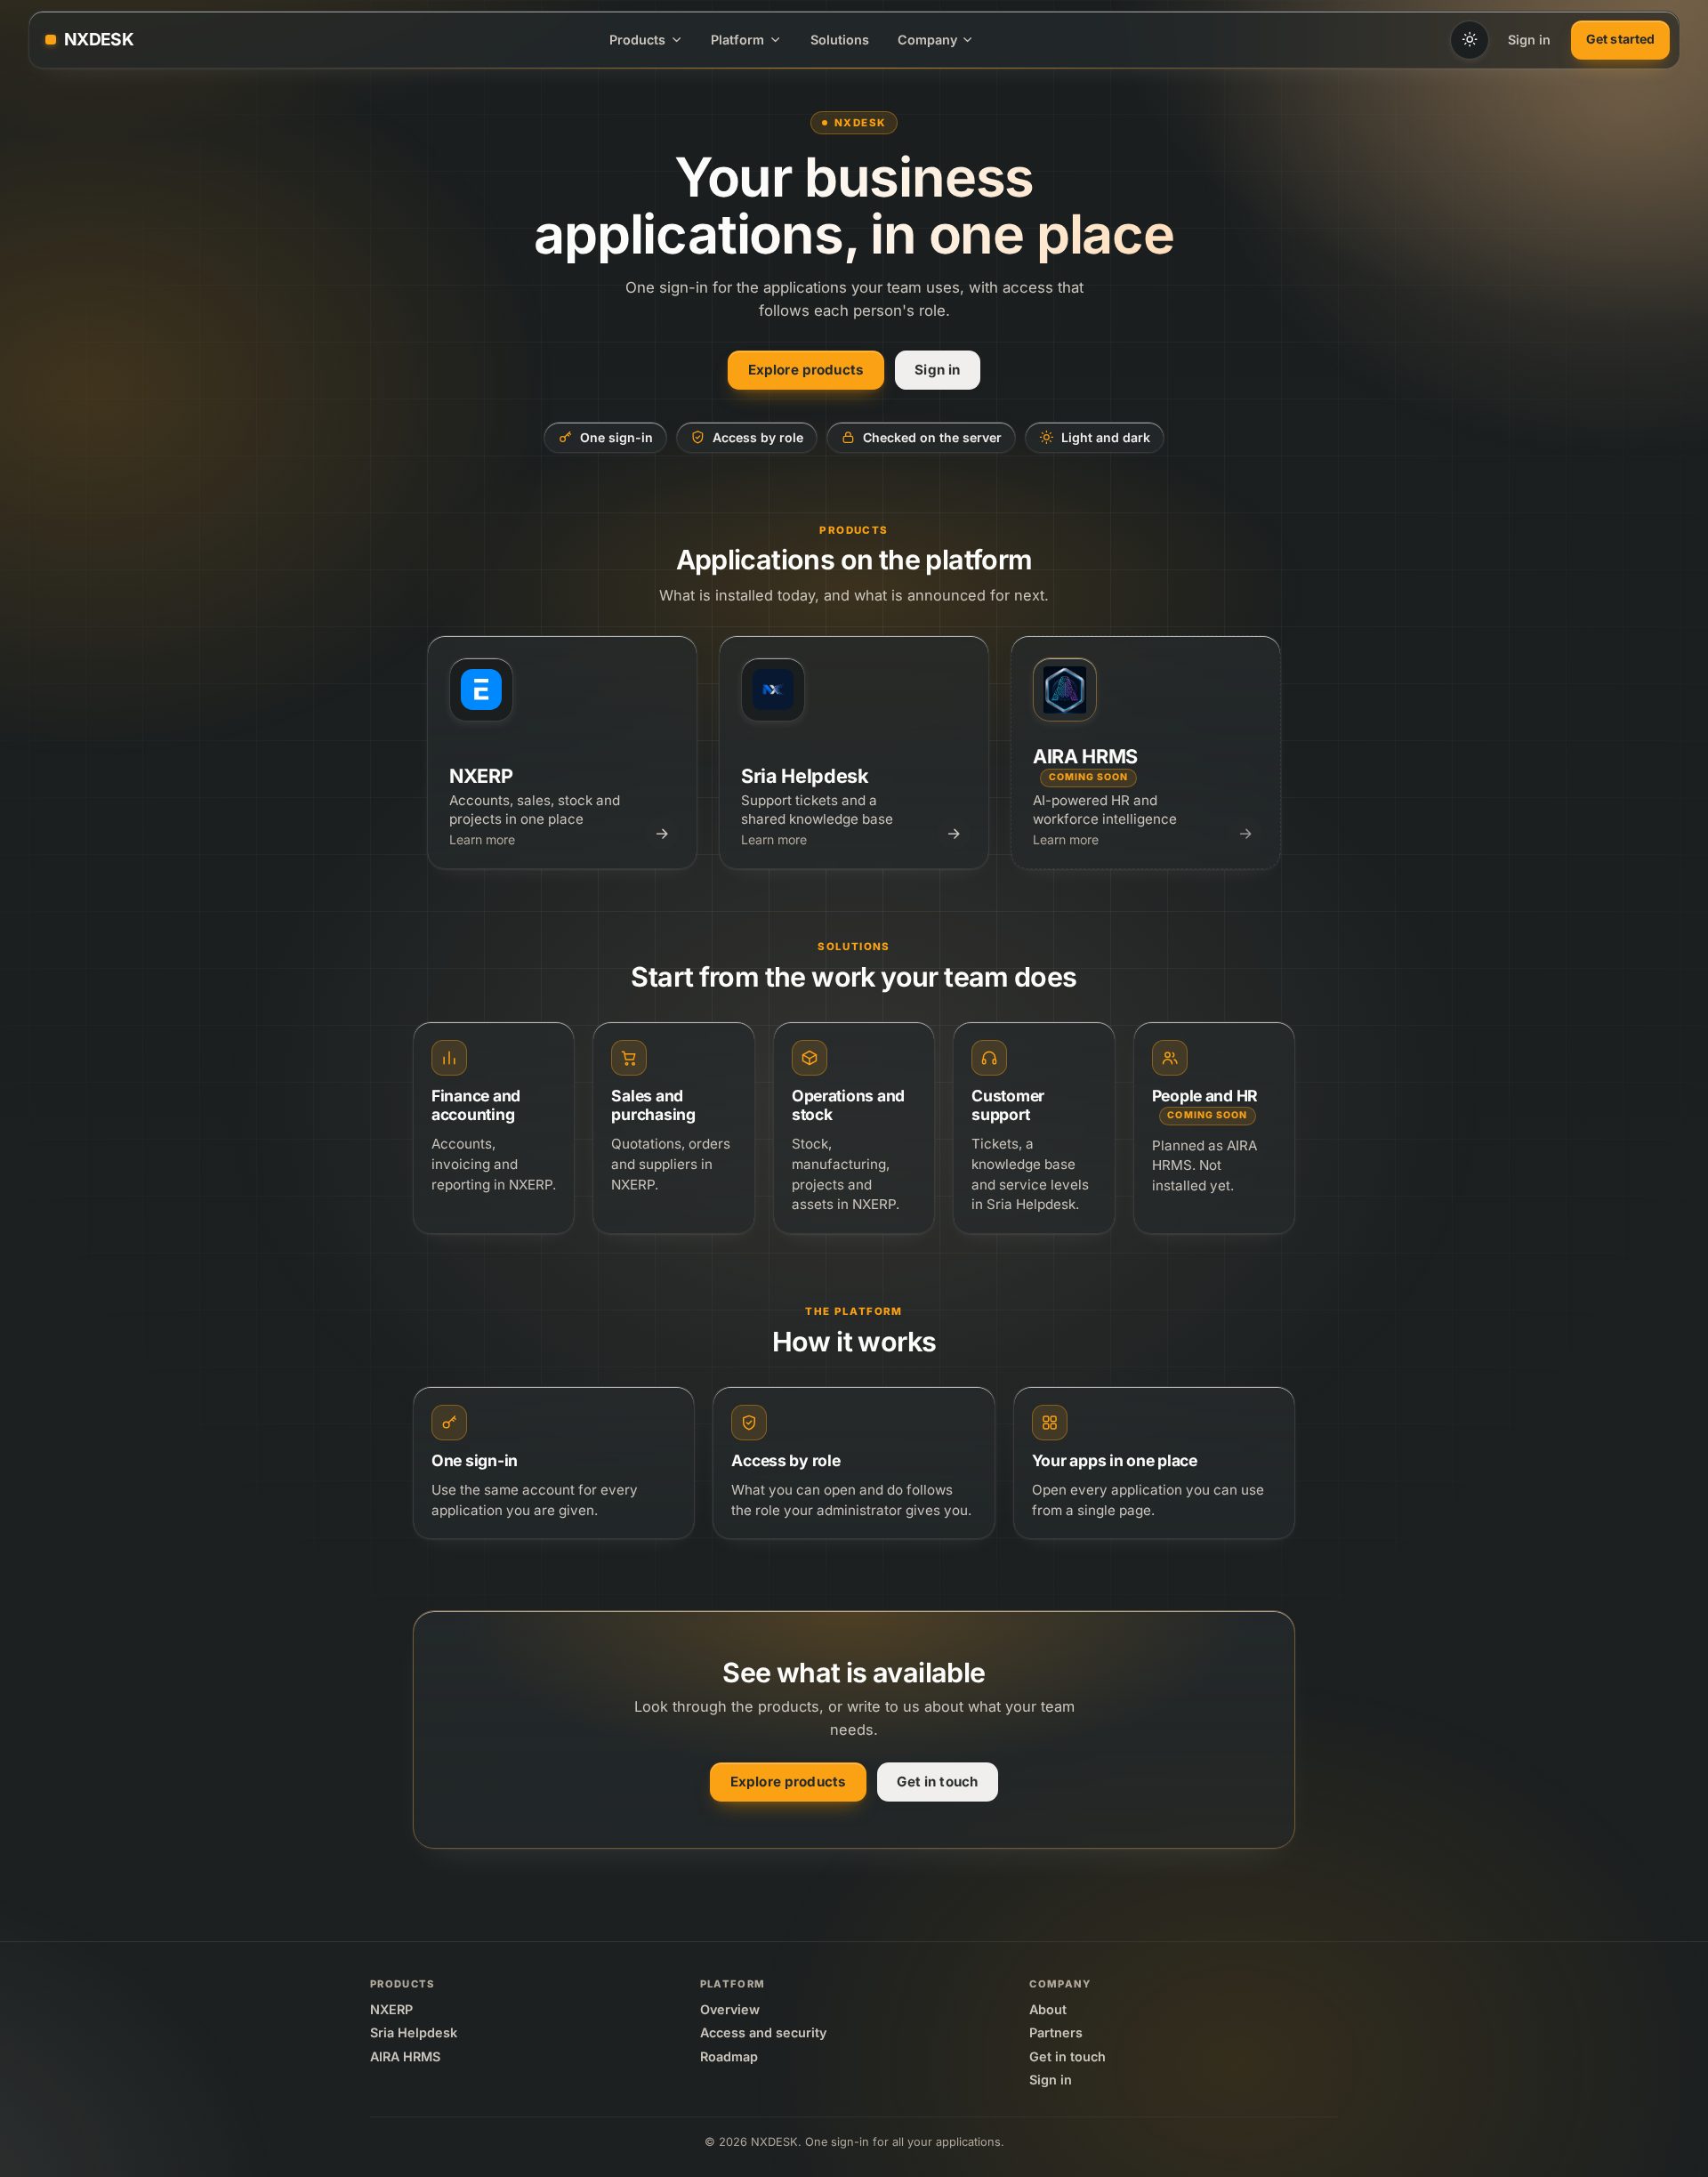 NXDESK
Products
Platform
Solutions
Company
Sign in
Get started
NXDESK
Your business
applications, in one place
One sign-in for the applications your team uses, with access that
follows each person's role.
Explore products
Sign in
One sign-in
Access by role
Checked on the server
Light and dark
PRODUCTS
Applications on the platform
What is installed today, and what is announced for next.
NXERP
Accounts, sales, stock and
projects in one place
Learn more
NX
Sria Helpdesk
Support tickets and a
shared knowledge base
Learn more
AIRA HRMS
COMING SOON
AI-powered HR and
workforce intelligence
Learn more
SOLUTIONS
Start from the work your team does
Finance and
accounting
Accounts,
invoicing and
reporting in NXERP.
Sales and
purchasing
Quotations, orders
and suppliers in
NXERP.
Operations and
stock
Stock,
manufacturing,
projects and
assets in NXERP.
Customer
support
Tickets, a
knowledge base
and service levels
in Sria Helpdesk.
People and HR
COMING SOON
Planned as AIRA
HRMS. Not
installed yet.
THE PLATFORM
How it works
One sign-in
Use the same account for every
application you are given.
Access by role
What you can open and do follows
the role your administrator gives you.
Your apps in one place
Open every application you can use
from a single page.
See what is available
Look through the products, or write to us about what your team
needs.
Explore products
Get in touch
PRODUCTS
NXERP
Sria Helpdesk
AIRA HRMS
PLATFORM
Overview
Access and security
Roadmap
COMPANY
About
Partners
Get in touch
Sign in
© 2026 NXDESK. One sign-in for all your applications.